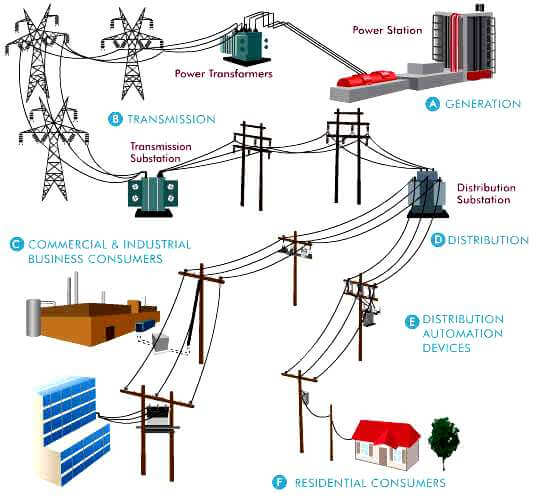 Power Station
Power Transformers
A GENERATION
B TRANSMISSION
Transmission
Substation
Distribution
Substation
C COMMERCIAL & INDUSTRIAL
BUSINESS CONSUMERS
D DISTRIBUTION
E DISTRIBUTION
AUTOMATION
DEVICES
F RESIDENTIAL CONSUMERS